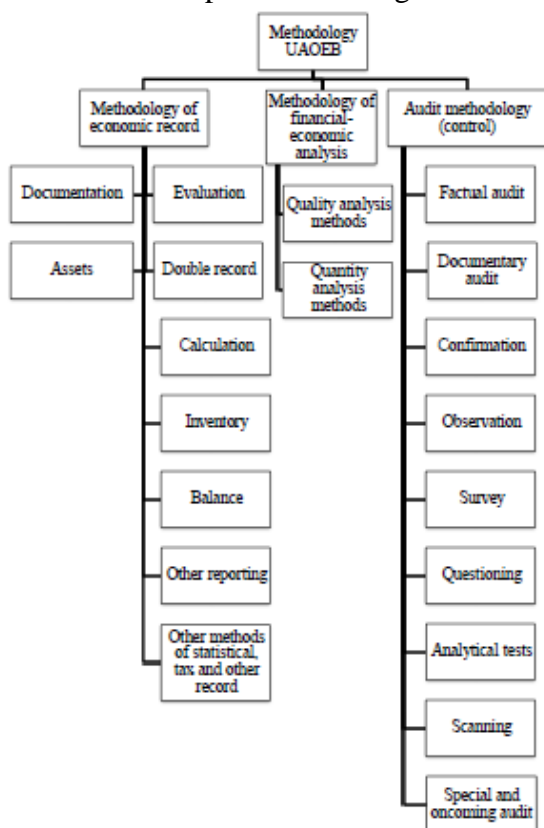 Methodology
UAOEB
Methodology of
economic record
Methodology of
financial-
economic
analysis
Audit methodology
(control)
Documentation
Evaluation
Assets
Double record
Calculation
Inventory
Balance
Other reporting
Other methods
of statistical,
tax and other
record
Quality analysis
methods
Quantity
analysis
methods
Factual audit
Documentary
audit
Confirmation
Observation
Survey
Questioning
Analytical tests
Scanning
Special and
oncoming audit